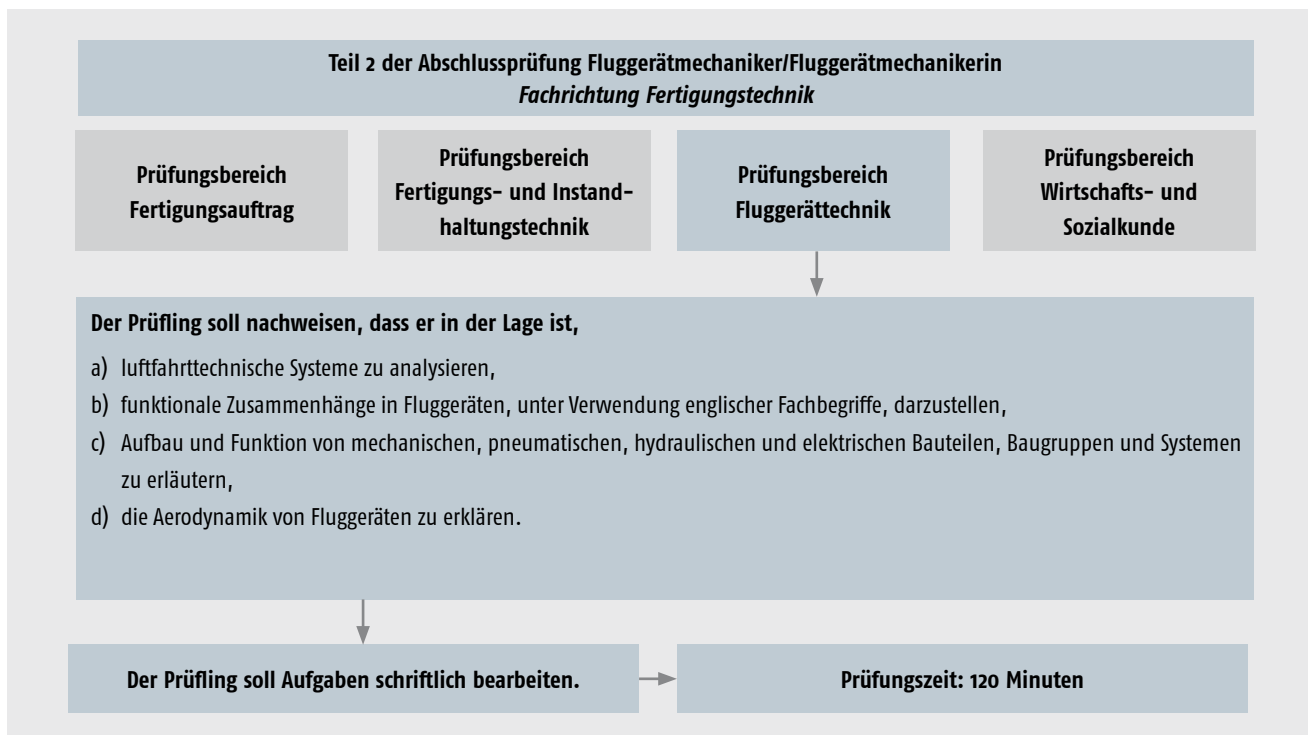 Teil 2 der Abschlussprüfung Fluggerätmechaniker/Fluggerätmechanikerin
Fachrichtung Fertigungstechnik
Prüfungsbereich
Fertigungsauftrag
Prüfungsbereich
Fertigungs- und Instand-
haltungstechnik
Prüfungsbereich
Fluggerättechnik
Prüfungsbereich
Wirtschafts- und
Sozialkunde
Der Prüfling soll nachweisen, dass er in der Lage ist,
a) luftfahrttechnische Systeme zu analysieren,
b) funktionale Zusammenhänge in Fluggeräten, unter Verwendung englischer Fachbegriffe, darzustellen,
c) Aufbau und Funktion von mechanischen, pneumatischen, hydraulischen und elektrischen Bauteilen, Baugruppen und Systemen
zu erläutern,
d) die Aerodynamik von Fluggeräten zu erklären.
Der Prüfling soll Aufgaben schriftlich bearbeiten.
Prüfungszeit: 120 Minuten